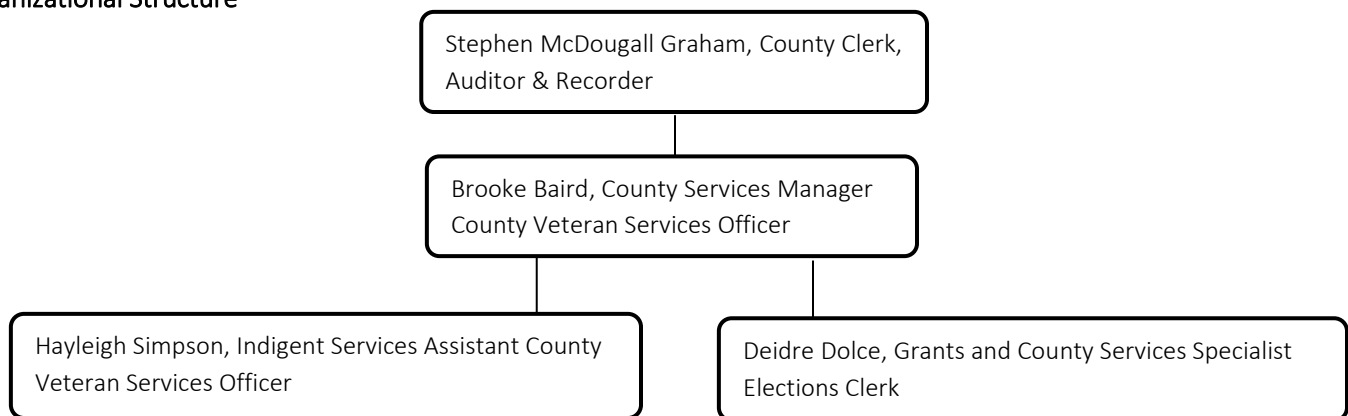 anizational Structure
Stephen McDougall Graham, County Clerk,
Auditor & Recorder
Brooke Baird, County Services Manager
County Veteran Services Officer
Hayleigh Simpson, Indigent Services Assistant County
Veteran Services Officer
Deidre Dolce, Grants and County Services Specialist
Elections Clerk